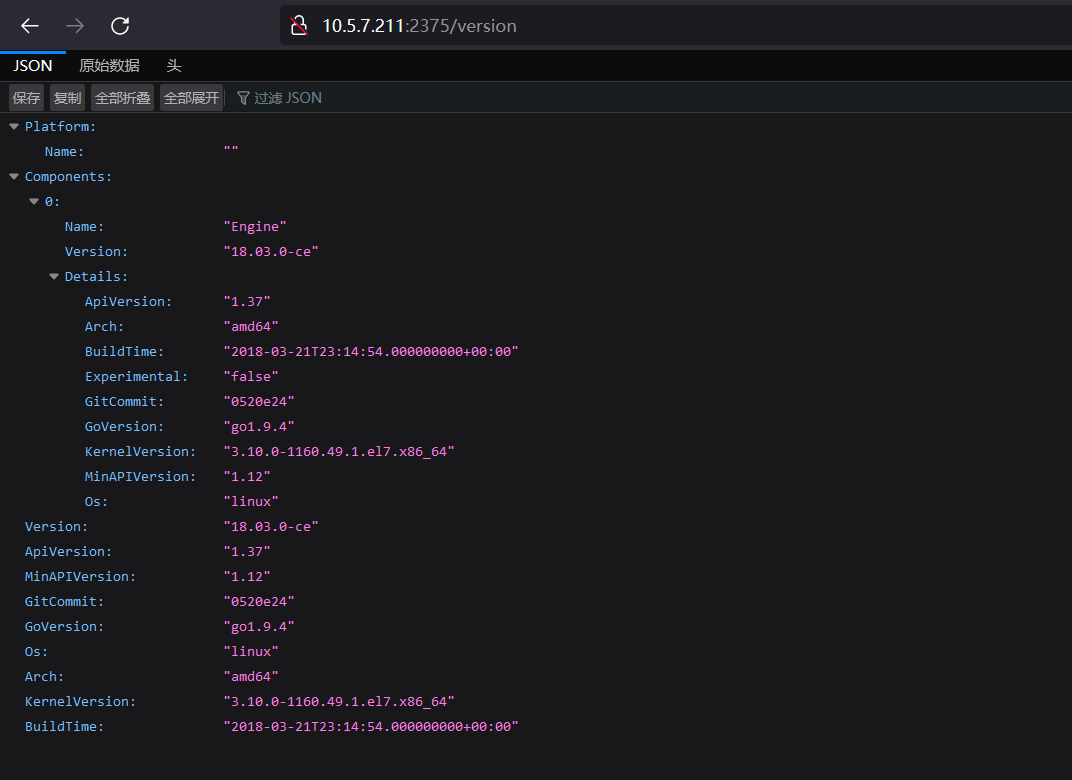 10.5.7.211:2375/version
JSON 原始数据 头
保存 复制 全部折叠 全部展开 过滤 JSON
Platform:
Name: ""
Components:
0:
Name: "Engine"
Version: "18.03.0-ce"
Details:
ApiVersion: "1.37"
Arch: "amd64"
BuildTime: "2018-03-21T23:14:54.000000000+00:00"
Experimental: "false"
GitCommit: "0520e24"
GoVersion: "go1.9.4"
KernelVersion: "3.10.0-1160.49.1.el7.x86_64"
MinAPIVersion: "1.12"
Os: "linux"
Version: "18.03.0-ce"
ApiVersion: "1.37"
MinAPIVersion: "1.12"
GitCommit: "0520e24"
GoVersion: "go1.9.4"
Os: "linux"
Arch: "amd64"
KernelVersion: "3.10.0-1160.49.1.el7.x86_64"
BuildTime: "2018-03-21T23:14:54.000000000+00:00"